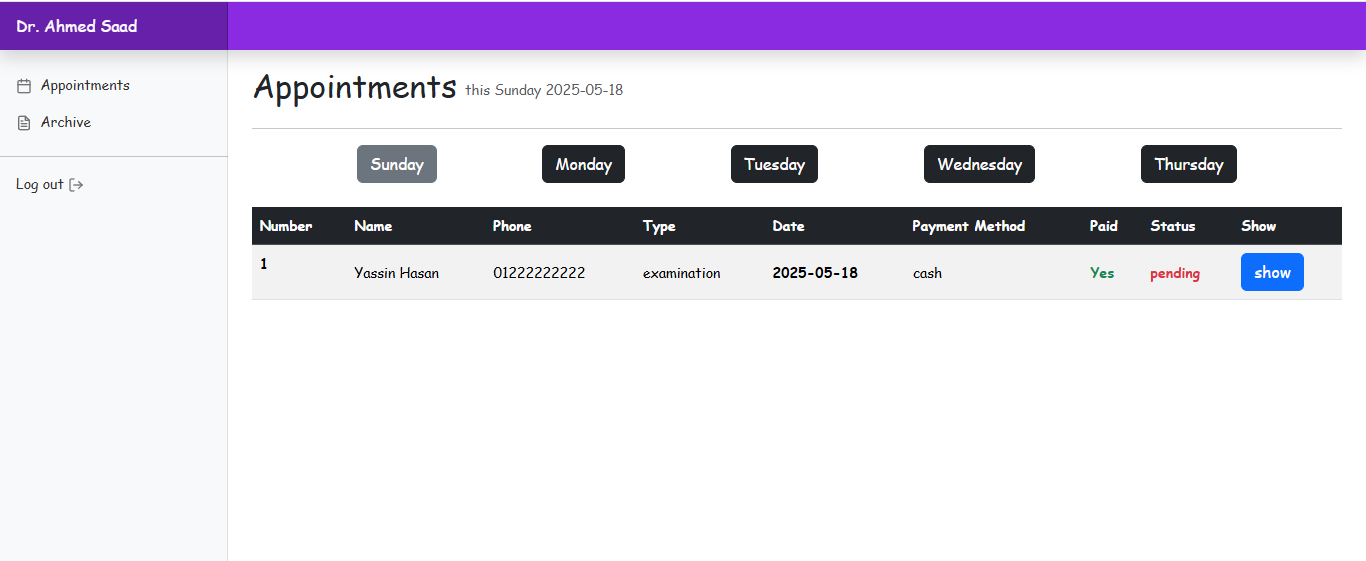 Dr. Ahmed Saad
Appointments
Archive
Log out
Appointments this Sunday 2025-05-18
Sunday Monday Tuesday Wednesday Thursday
Number Name Phone Type Date Payment Method Paid Status Show
1 Yassin Hasan 01222222222 examination 2025-05-18 cash Yes pending show